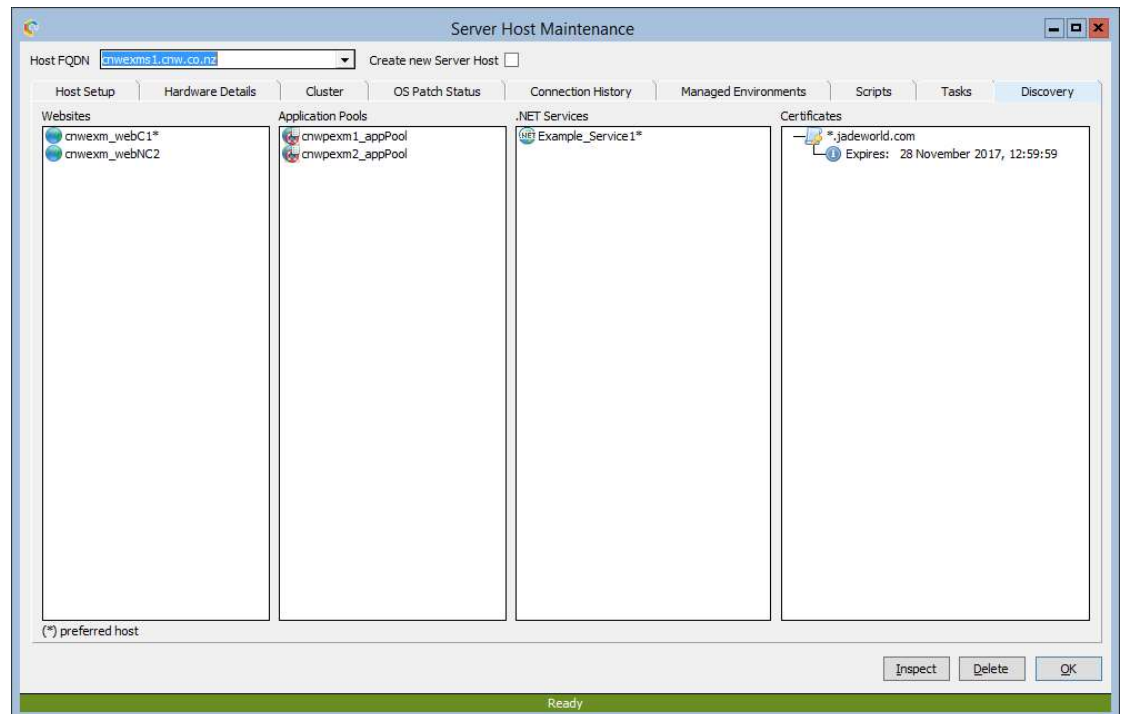 Server Host Maintenance
Host FQDN cnwexms1.cnw.co.nz Create new Server Host
Host Setup Hardware Details Cluster OS Patch Status Connection History Managed Environments Scripts Tasks Discovery
Websites Application Pools .NET Services Certificates
cnwexm_webC1* cnwpexm1_appPool .NET Example_Service1* *.jadeworld.com
cnwexm_webNC2 cnwpexm2_appPool Expires: 28 November 2017, 12:59:59
(*) preferred host
Inspect Delete OK
Ready